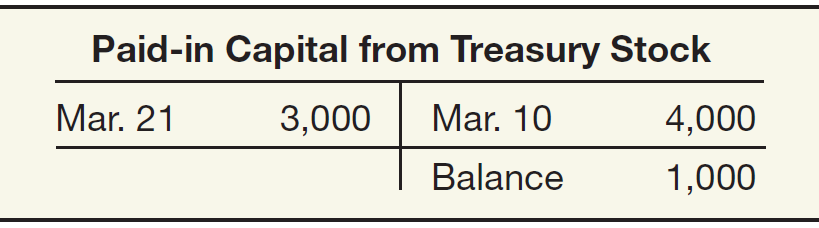 Paid-in Capital from Treasury Stock
Mar. 21 3,000 Mar. 10 4,000
Balance 1,000